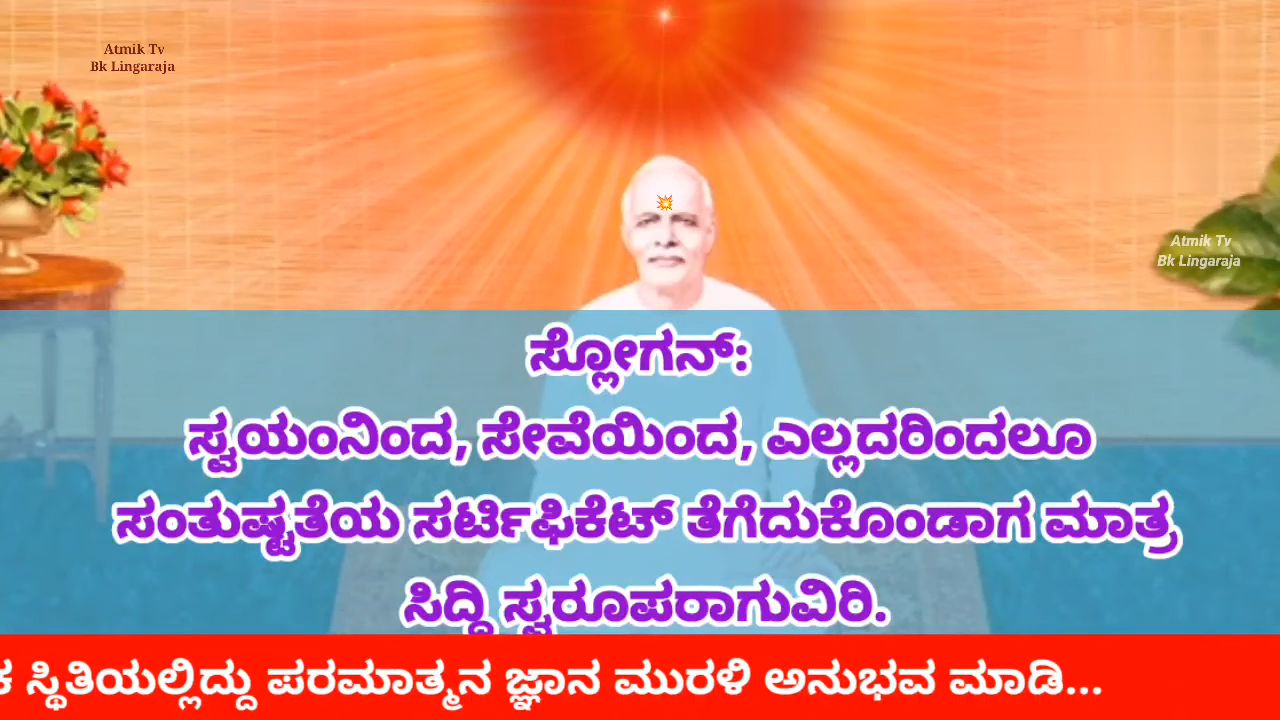 Atmik Tv
Bk Lingaraja
Atmik Tv
Bk Lingaraja
ಸ್ಲೋಗನ್:
ಸ್ವಯಂನಿಂದ, ಸೇವೆಯಿಂದ, ಎಲ್ಲದರಿಂದಲೂ
ಸಂತುಷ್ಟತೆಯ ಸರ್ಟಿಫಿಕೆಟ್ ತೆಗೆದುಕೊಂಡಾಗ ಮಾತ್ರ
ಸಿದ್ದಿ ಸ್ವರೂಪರಾಗುವಿರಿ.
ಸ್ಥಿತಿಯಲ್ಲಿದ್ದು ಪರಮಾತ್ಮನ ಜ್ಞಾನ ಮುರಳಿ ಅನುಭವ ಮಾಡಿ...